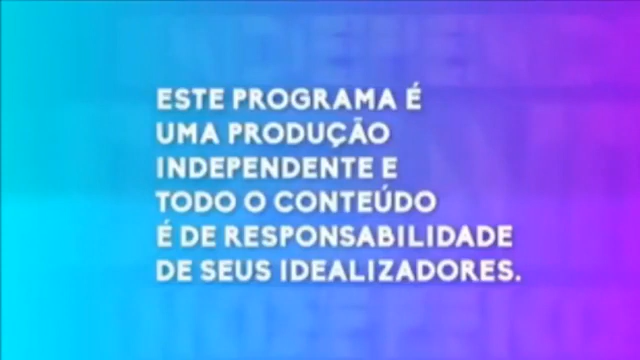 ESTE PROGRAMA É
UMA PRODUÇÃO
INDEPENDENTE E
TODO O CONTEÚDO
É DE RESPONSABILIDADE
DE SEUS IDEALIZADORES.